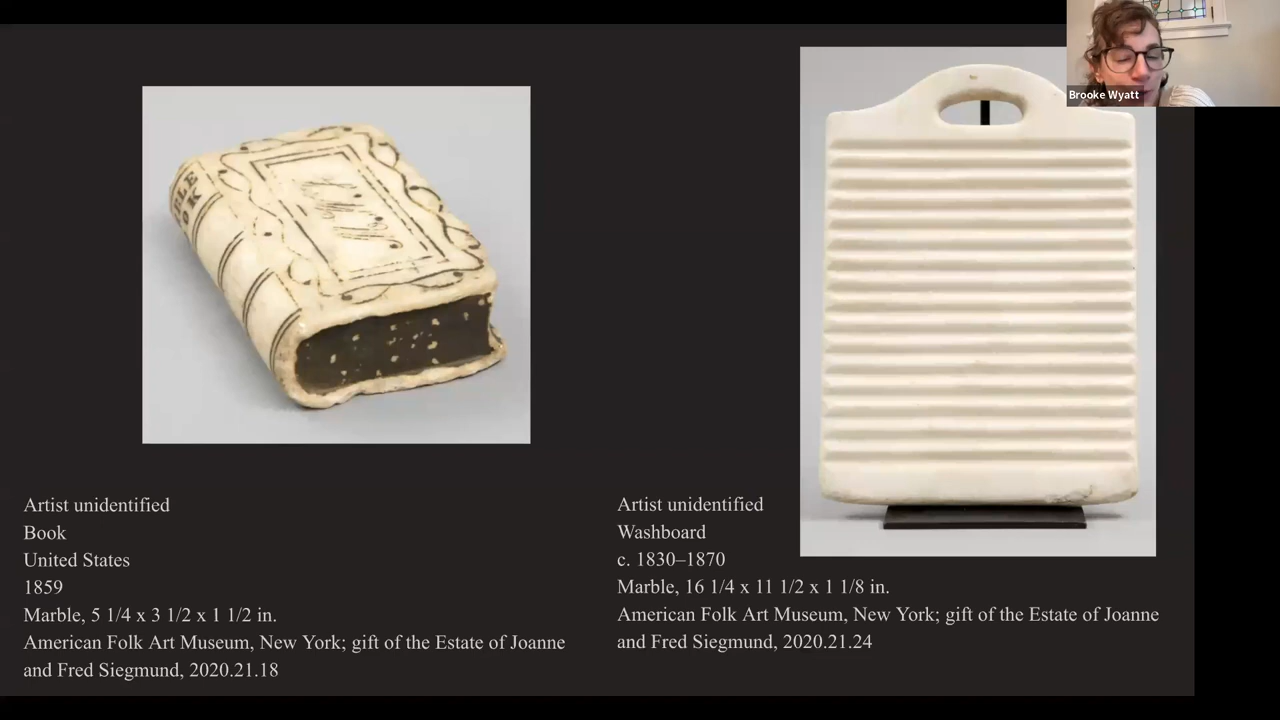 Brooke Wyatt
LE
OK
Artist unidentified
Book
United States
1859
Marble, 5 1/4 x 3 1/2 x 1 1/2 in.
American Folk Art Museum, New York; gift of the Estate of Joanne
and Fred Siegmund, 2020.21.18
Artist unidentified
Washboard
c. 1830–1870
Marble, 16 1/4 x 11 1/2 x 1 1/8 in.
American Folk Art Museum, New York; gift of the Estate of Joanne
and Fred Siegmund, 2020.21.24